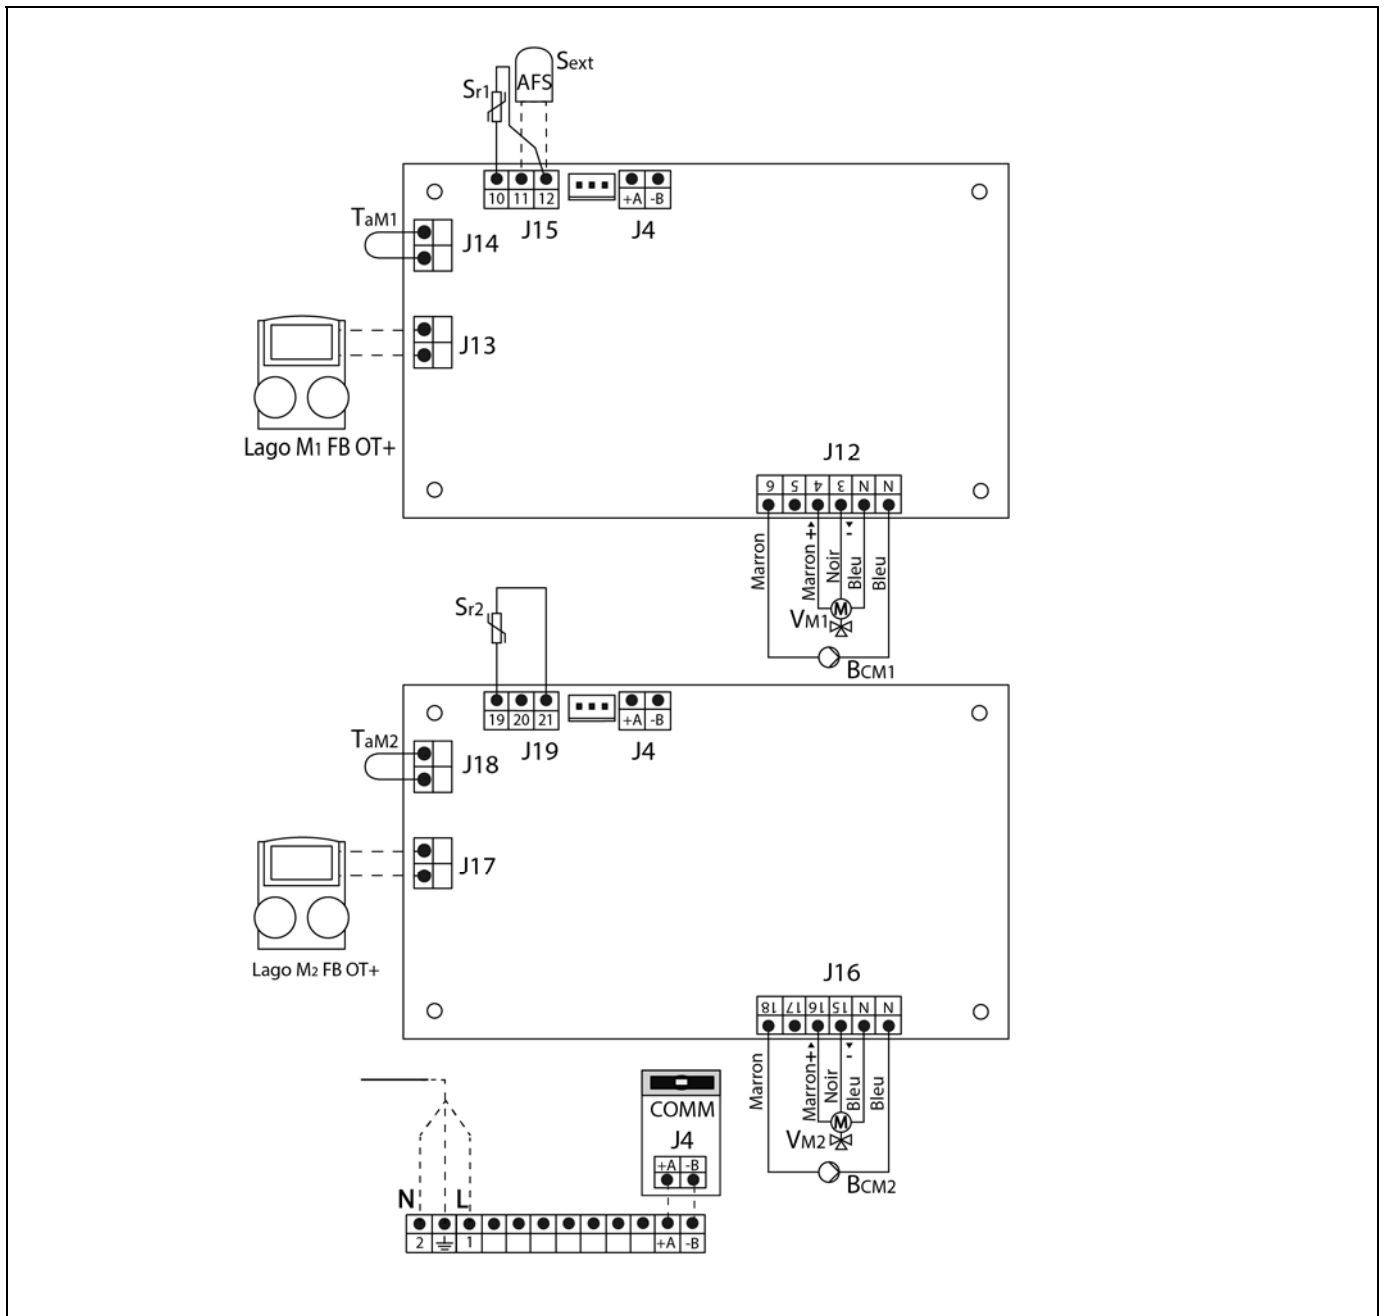 Sext
AFS
Sr1
10 11 12 +A -B
J15 J4
TaM1
J14
J13
Lago M1 FB OT+
J12
6 5 4 3 N N
Marron Marron + Noir - Bleu Bleu
M
VM1
BCM1
Sr2
19 20 21 +A -B
J19 J4
TaM2
J18
J17
Lago M2 FB OT+
J16
18 17 16 15 N N
Marron Marron+ Noir - Bleu Bleu
M
VM2
BCM2
COMM
J4
+A -B
N L
2 1 +A -B